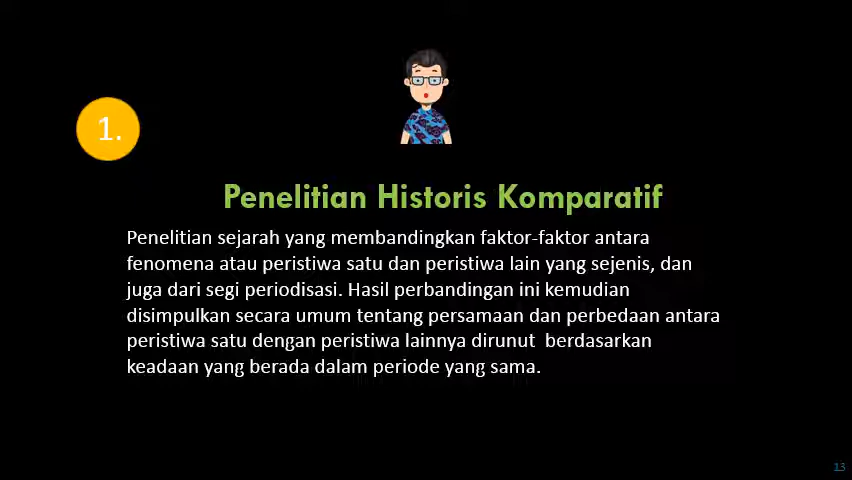 1.
Penelitian Historis Komparatif
Penelitian sejarah yang membandingkan faktor-faktor antara
fenomena atau peristiwa satu dan peristiwa lain yang sejenis, dan
juga dari segi periodisasi. Hasil perbandingan ini kemudian
disimpulkan secara umum tentang persamaan dan perbedaan antara
peristiwa satu dengan peristiwa lainnya dirunut  berdasarkan
keadaan yang berada dalam periode yang sama.
13